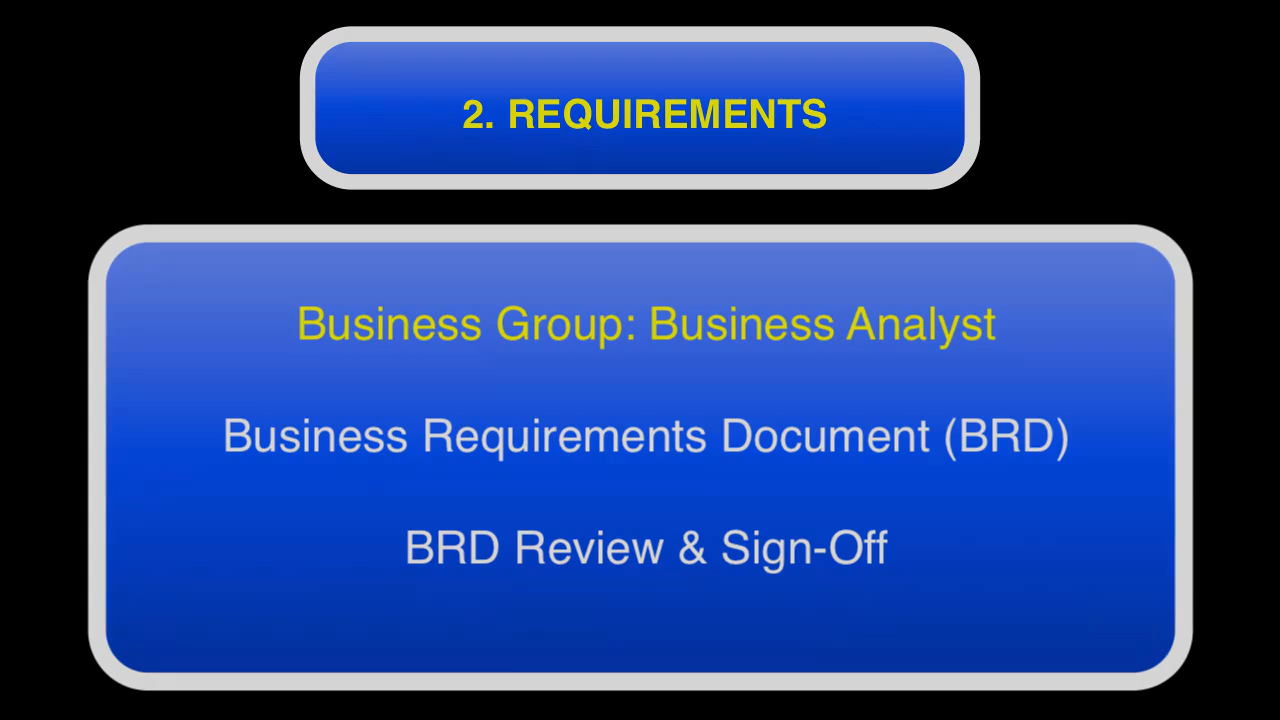 2. REQUIREMENTS
Business Group: Business Analyst
Business Requirements Document (BRD)
BRD Review & Sign-Off